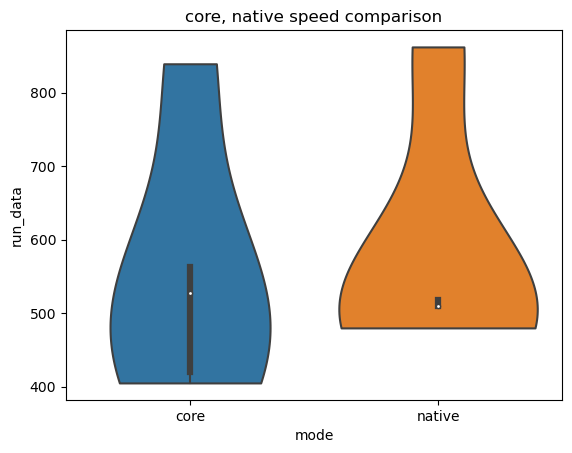 core, native speed comparison
800
700
600
500
400
run_data
core
native
mode